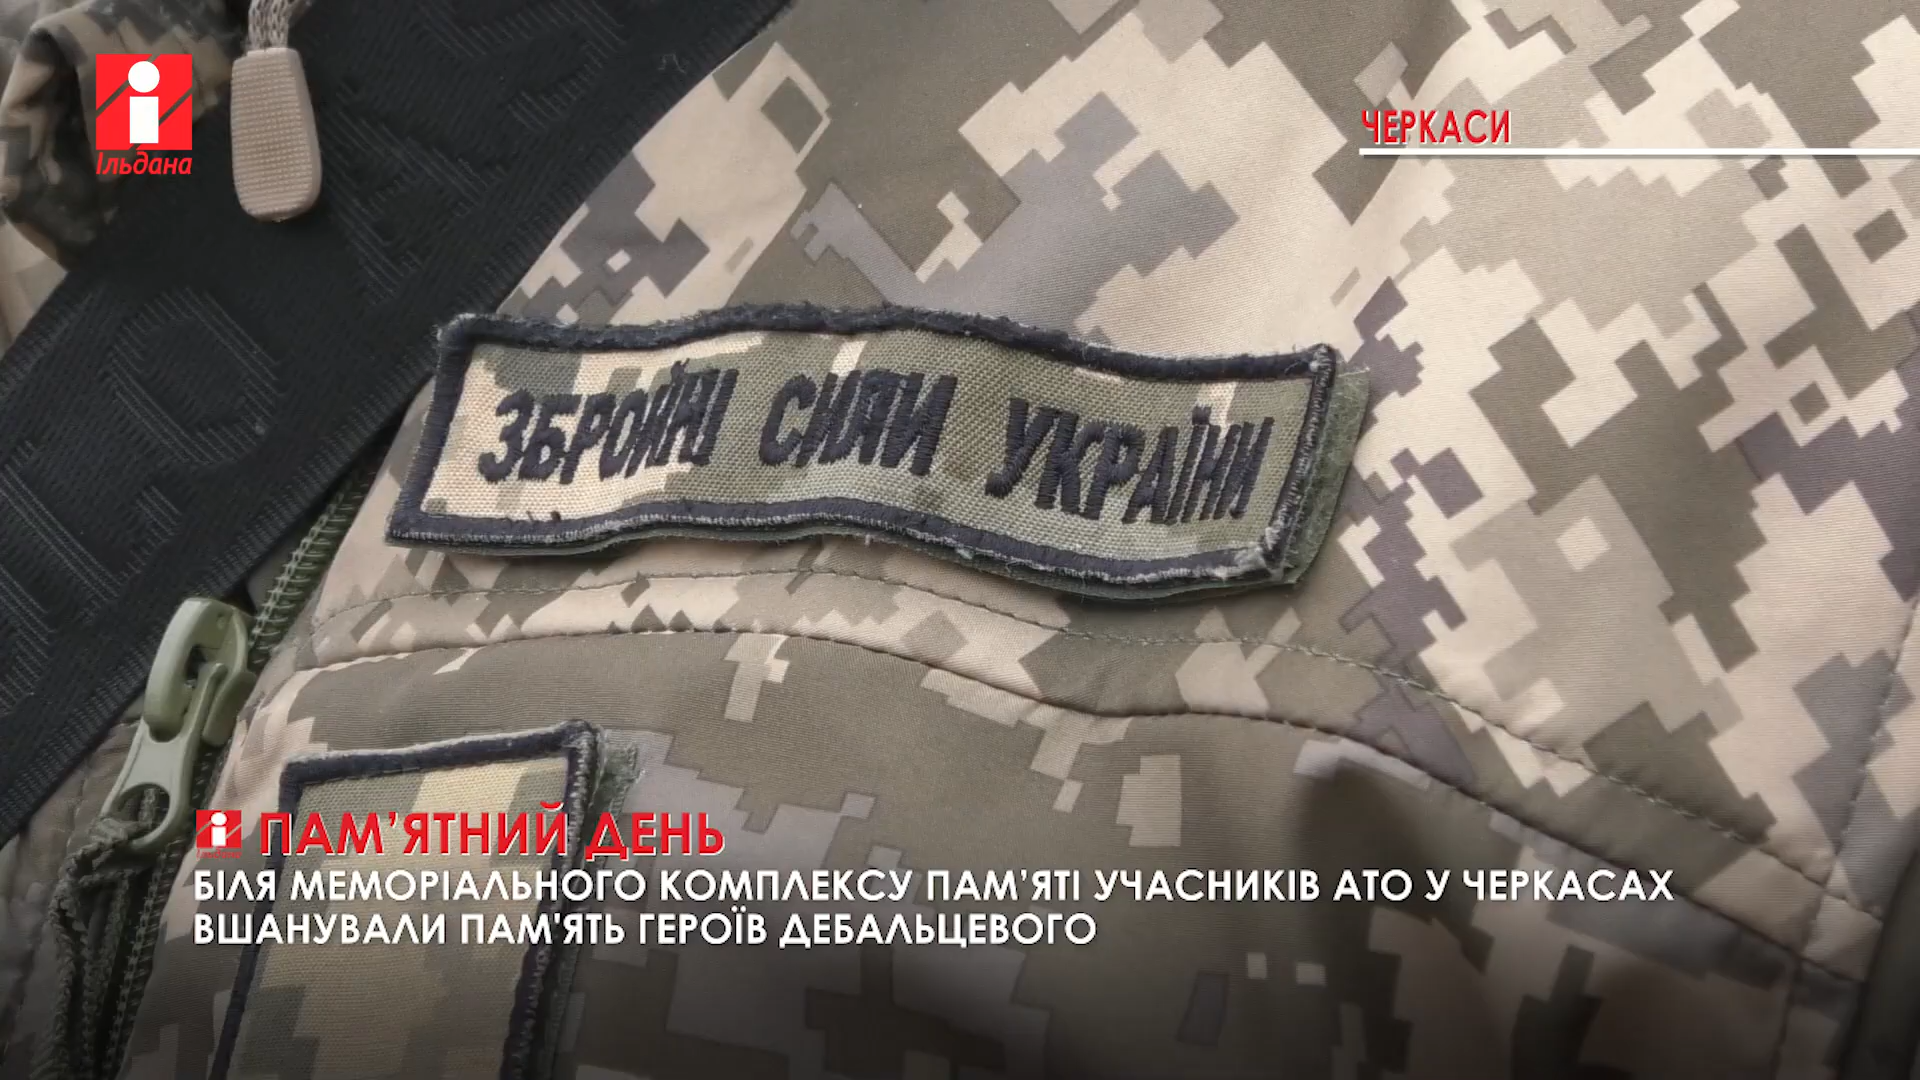 Ільдана
ЧЕРКАСИ
ЗБРОЙНІ СИЛИ УКРАЇНИ
ПАМ’ЯТНИЙ ДЕНЬ
БІЛЯ МЕМОРІАЛЬНОГО КОМПЛЕКСУ ПАМ’ЯТІ УЧАСНИКІВ АТО У ЧЕРКАСАХ
ВШАНУВАЛИ ПАМ'ЯТЬ ГЕРОЇВ ДЕБАЛЬЦЕВОГО